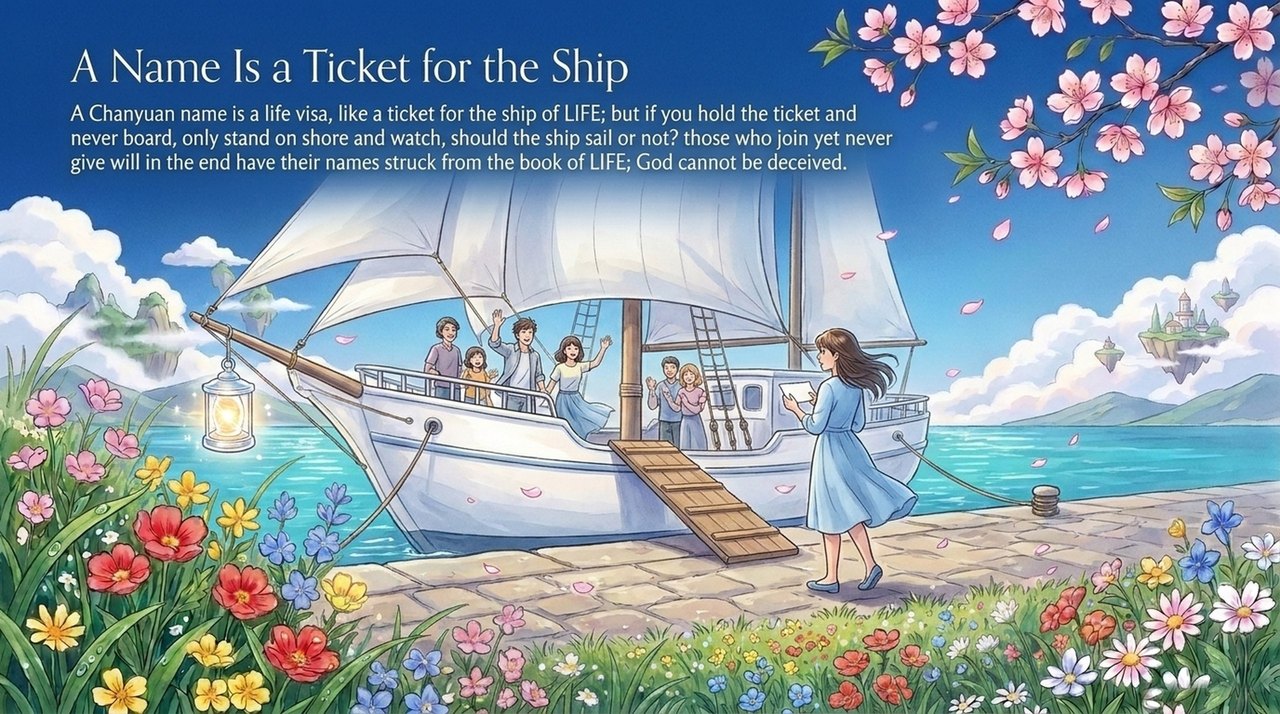 A Name Is a Ticket for the Ship
A Chanyuan name is a life visa, like a ticket for the ship of LIFE; but if you hold the ticket and
never board, only stand on shore and watch, should the ship sail or not? those who join yet never
give will in the end have their names struck from the book of LIFE; God cannot be deceived.